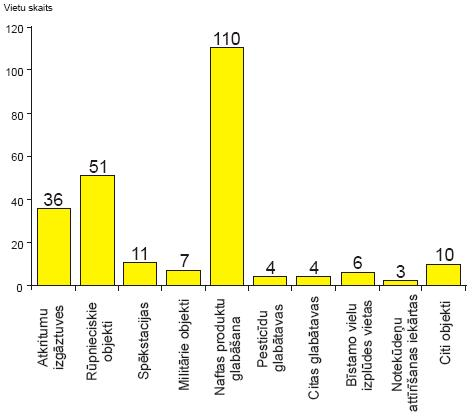 Vietu skaits
120
100
80
60
40
20
0
36
51
11
7
110
4
4
6
3
10
Atkritumu
izgāztuves
Rūpnieciskie
objekti
Spēkstacijas
Militārie objekti
Naftas produktu
glabāšana
Pesticīdu
glabātavas
Citas glabātavas
Bīstamo vielu
izplūdes vietas
Notekūdeņu
attīrīšanas iekārtas
Citi objekti